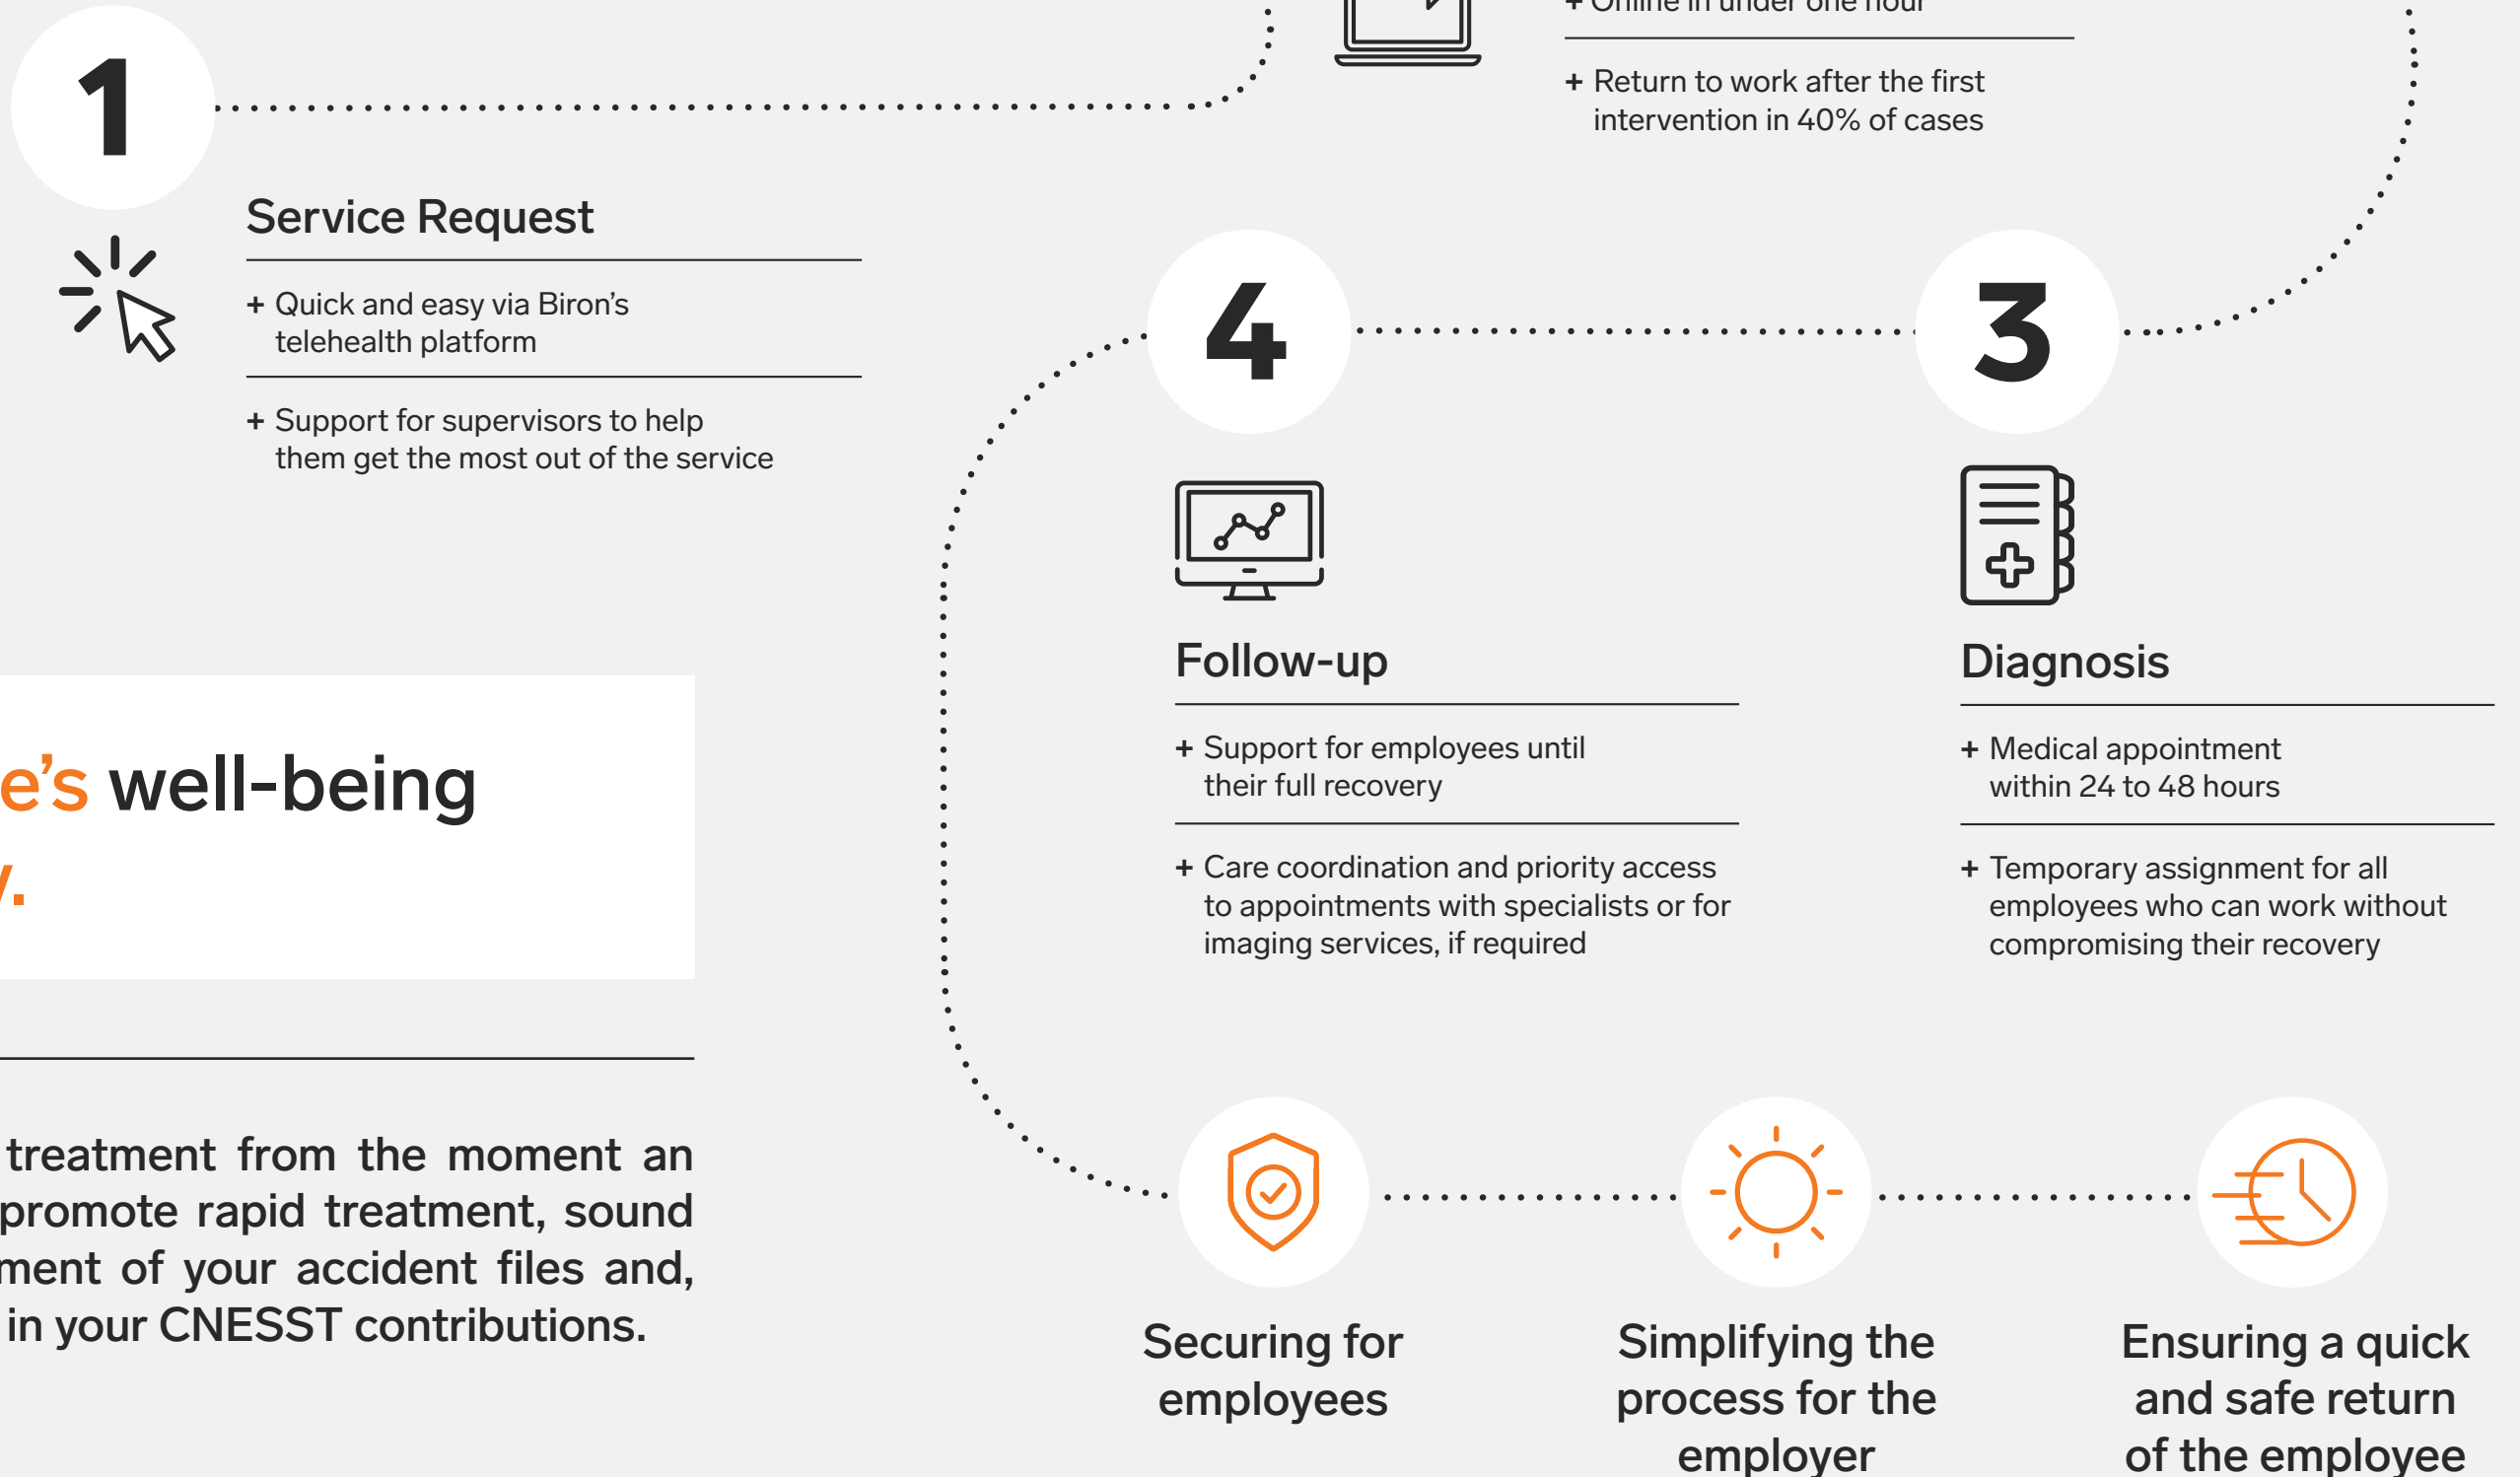 1
Service Request
+ Quick and easy via Biron's
telehealth platform
+ Support for supervisors to help
them get the most out of the service
+ Online in under one hour
+ Return to work after the first
intervention in 40% of cases
3
Diagnosis
+ Medical appointment
within 24 to 48 hours
+ Temporary assignment for all
employees who can work without
compromising their recovery
4
Follow-up
+ Support for employees until
their full recovery
+ Care coordination and priority access
to appointments with specialists or for
imaging services, if required
well-being
treatment from the moment an
promote rapid treatment, sound
of your accident files and,
in your CNESST contributions.
Securing for
employees
Simplifying the
process for the
employer
Ensuring a quick
and safe return
of the employee